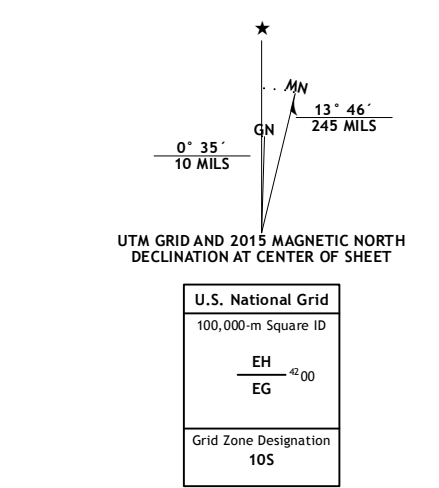 ★
MN
GN
13° 46´
245 MILS
0° 35´
10 MILS
UTM GRID AND 2015 MAGNETIC NORTH
DECLINATION AT CENTER OF SHEET
U.S. National Grid
100,000-m Square ID
EH
4200
EG
Grid Zone Designation
10S